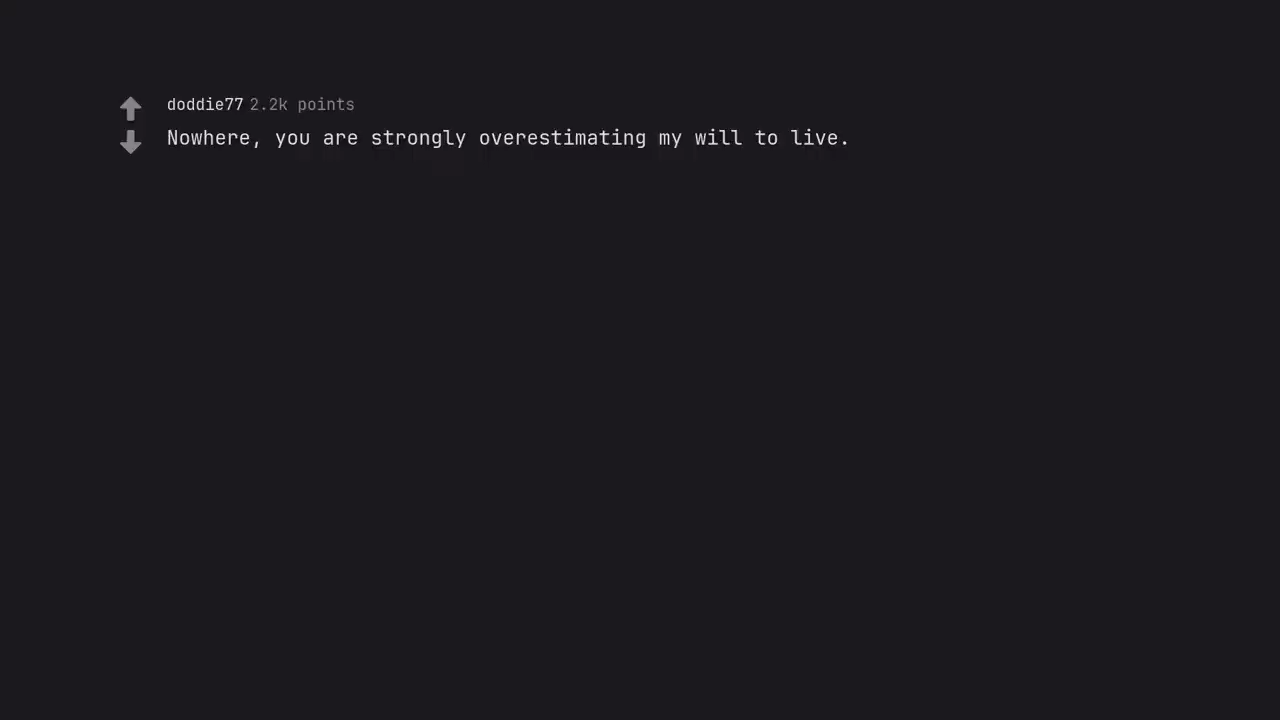 doddie77 2.2k points
Nowhere, you are strongly overestimating my will to live.